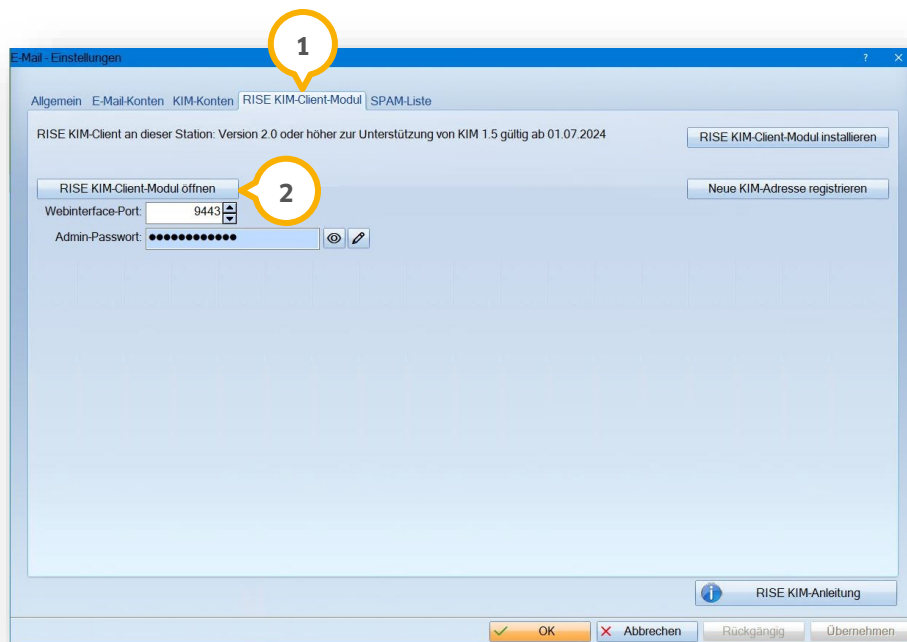 1
E-Mail - Einstellungen ? X
Allgemein E-Mail-Konten KIM-Konten RISE KIM-Client-Modul SPAM-Liste
RISE KIM-Client an dieser Station: Version 2.0 oder höher zur Unterstützung von KIM 1.5 gültig ab 01.07.2024
RISE KIM-Client-Modul installieren
RISE KIM-Client-Modul öffnen
2
Neue KIM-Adresse registrieren
Webinterface-Port: 9443
Admin-Passwort: ●●●●●●●●●●●●
RISE KIM-Anleitung
OK Abbrechen Rückgängig Übernehmen